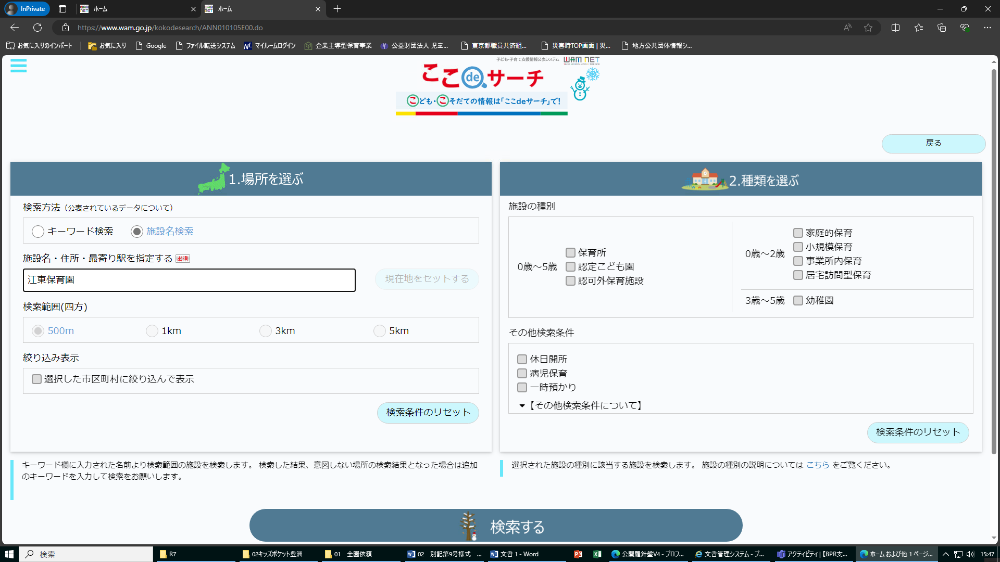 InPrivate
ホーム
ホーム
https://www.wam.go.jp/kokodesearch/ANN010105E00.do
お気に入りのインポート
お気に入り
Google
ファイル転送システム
マイルームログイン
企業主導型保育事業
公益財団法人 児童...
東京都職員共済組...
災害時TOP画面 | 災...
地方公共団体情報シ...
子ども・子育て支援情報公表システム WAM NET
ここdeサーチ
こども・こそだての情報は「ここdeサーチ」で!
戻る
1.場所を選ぶ
検索方法（公表されているデータについて）
キーワード検索
施設名検索
施設名・住所・最寄り駅を指定する 必須
江東保育園
現在地をセットする
検索範囲(四方)
500m
1km
3km
5km
絞り込み表示
選択した市区町村に絞り込んで表示
検索条件のリセット
2.種類を選ぶ
施設の種別
0歳～5歳
保育所
認定こども園
認可外保育施設
0歳～2歳
家庭的保育
小規模保育
事業所内保育
居宅訪問型保育
3歳～5歳
幼稚園
その他検索条件
休日開所
病児保育
一時預かり
【その他検索条件について】
検索条件のリセット
キーワード欄に入力された名前より検索範囲の施設を検索します。 検索した結果、意図しない場所の検索結果となった場合は追加
のキーワードを入力して検索をお願いします。
選択された施設の種別に該当する施設を検索します。 施設の種別の説明については こちら をご覧ください。
検索する
検索
R7
02キッズポケット豊洲
01　全園依頼
02　別記第9号様式　...
文書 1 - Word
公開羅針盤V4 - プロフ...
文書管理システム - プ...
アクティビティ | 【BPR支...
ホーム および他 1 ページ...
15:47